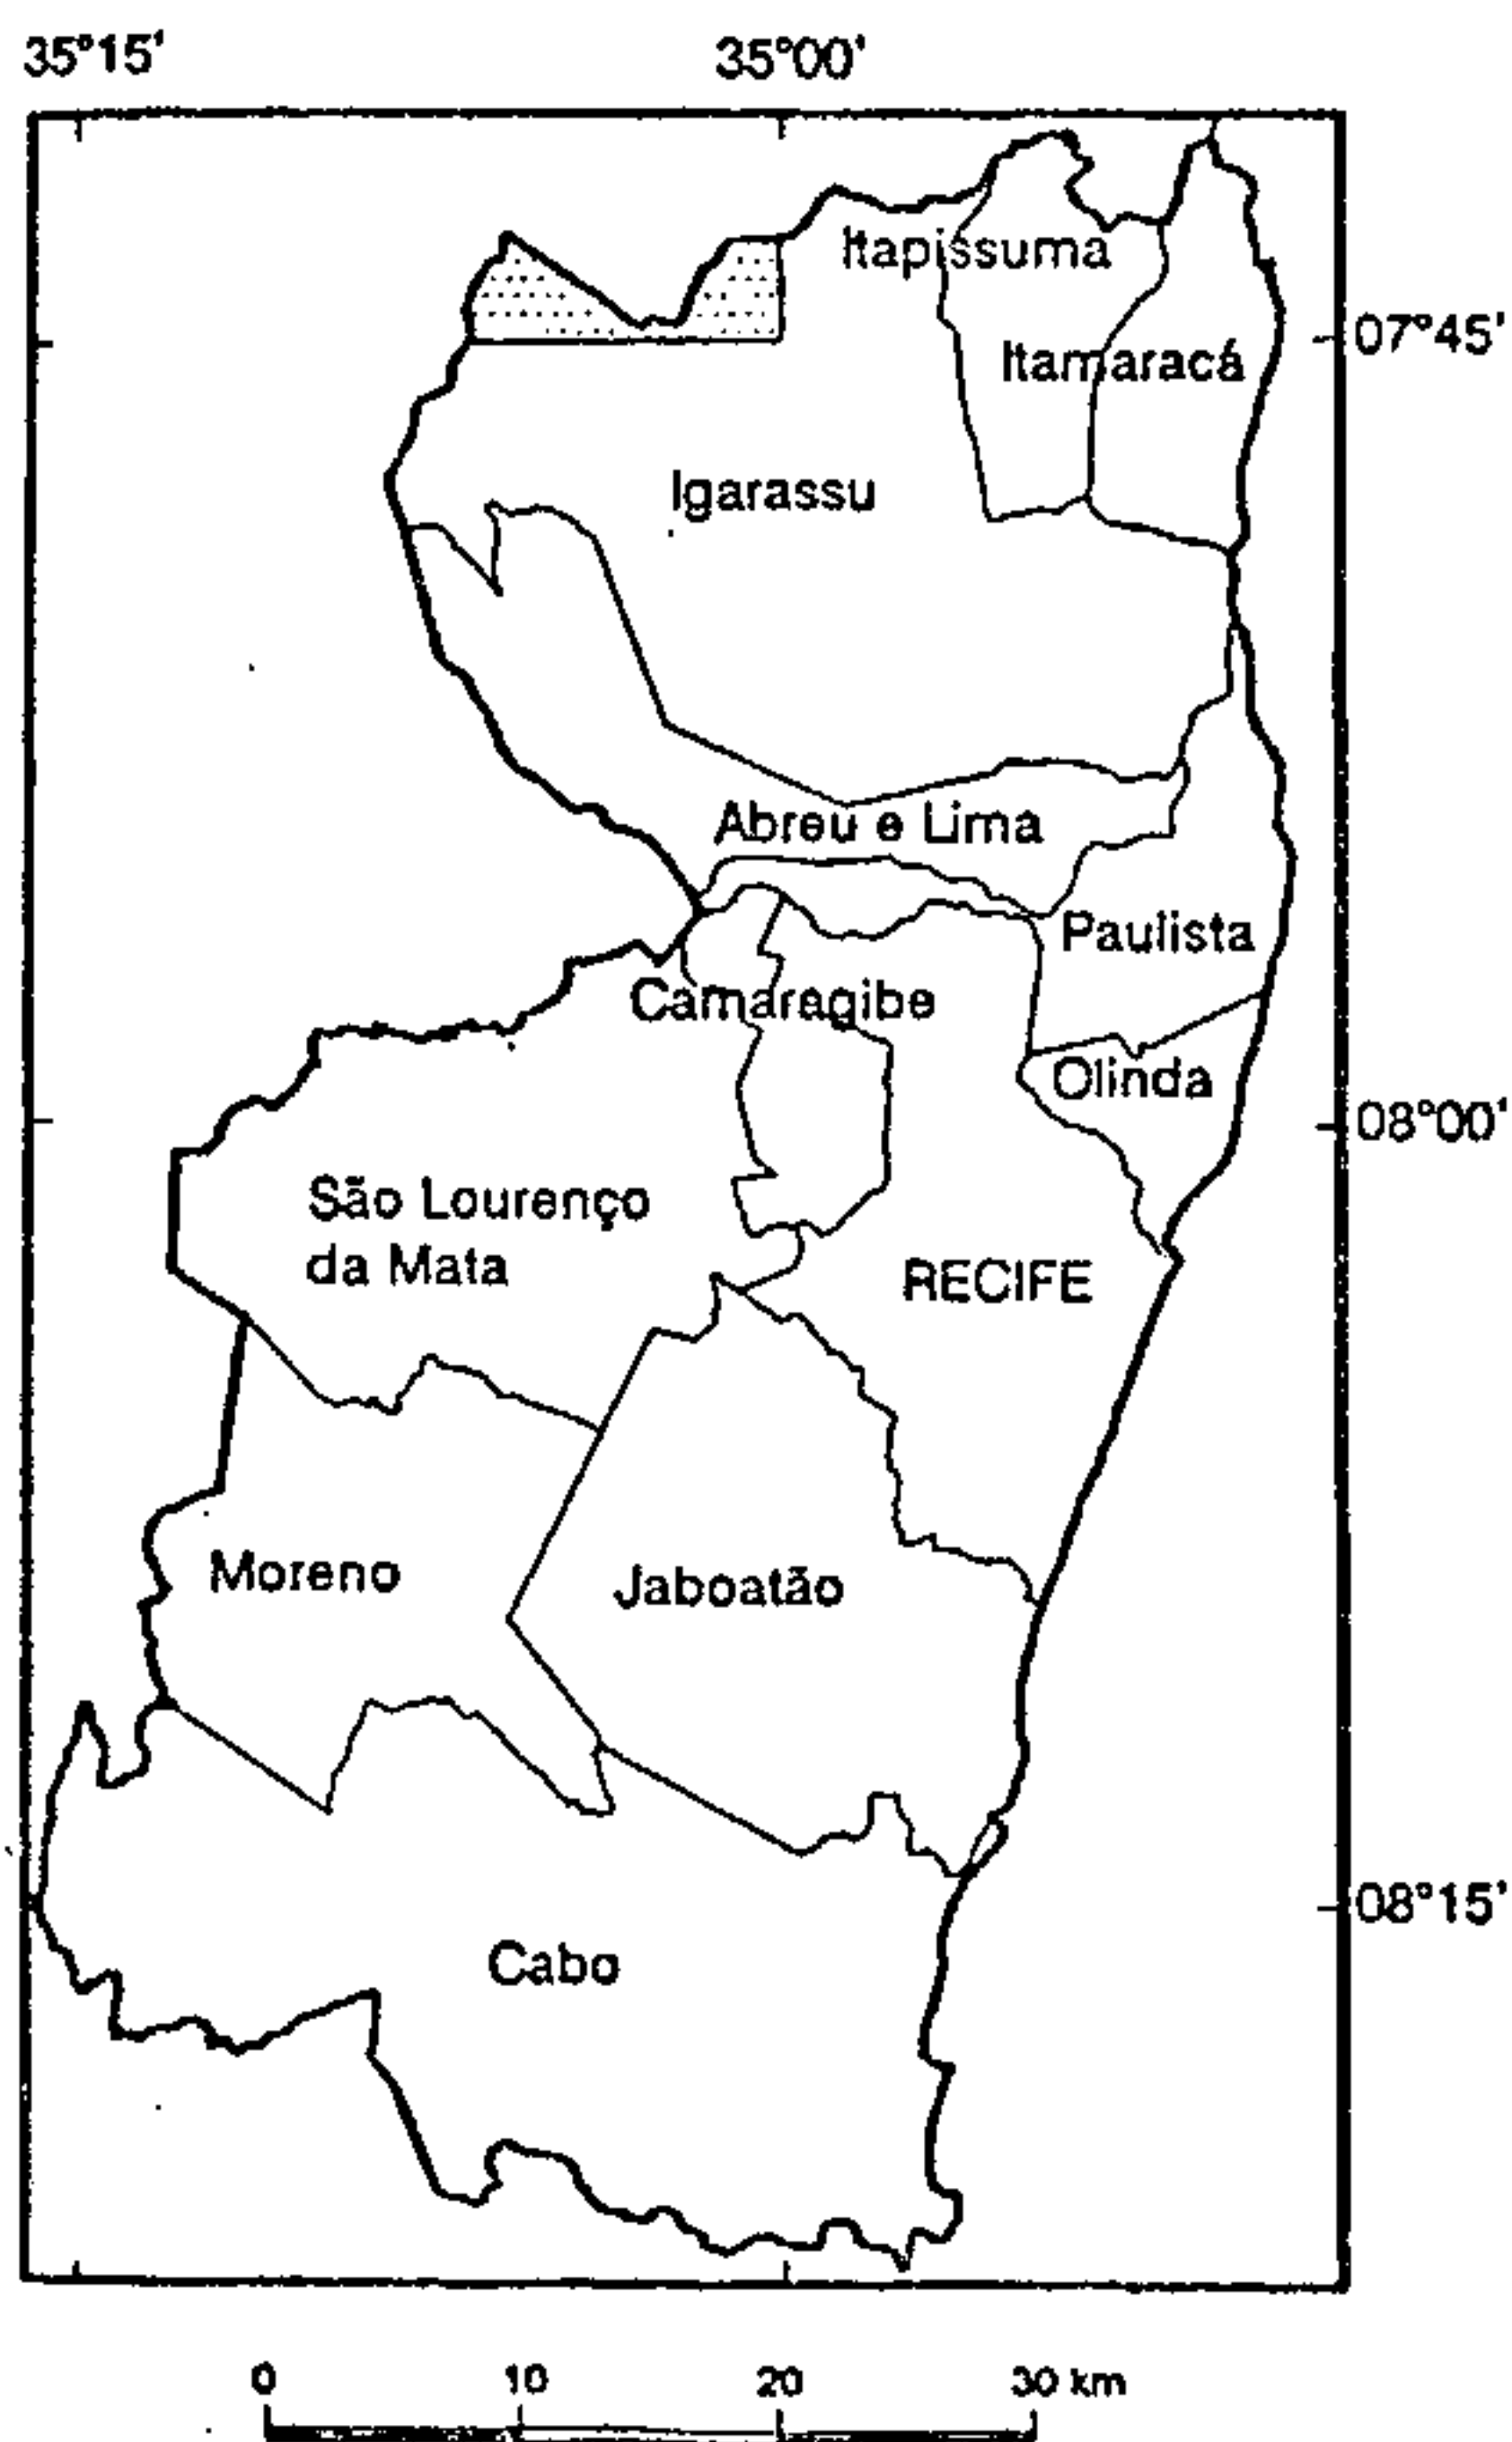 35°15'
35°00'
Itapissuma
07°45'
Itamaracá
Igarassu
Abreu e Lima
Paulista
Camaragibe
Olinda
08°00'
São Lourenço
da Mata
RECIFE
Moreno
Jaboatão
08°15'
Cabo
0 10 20 30 km